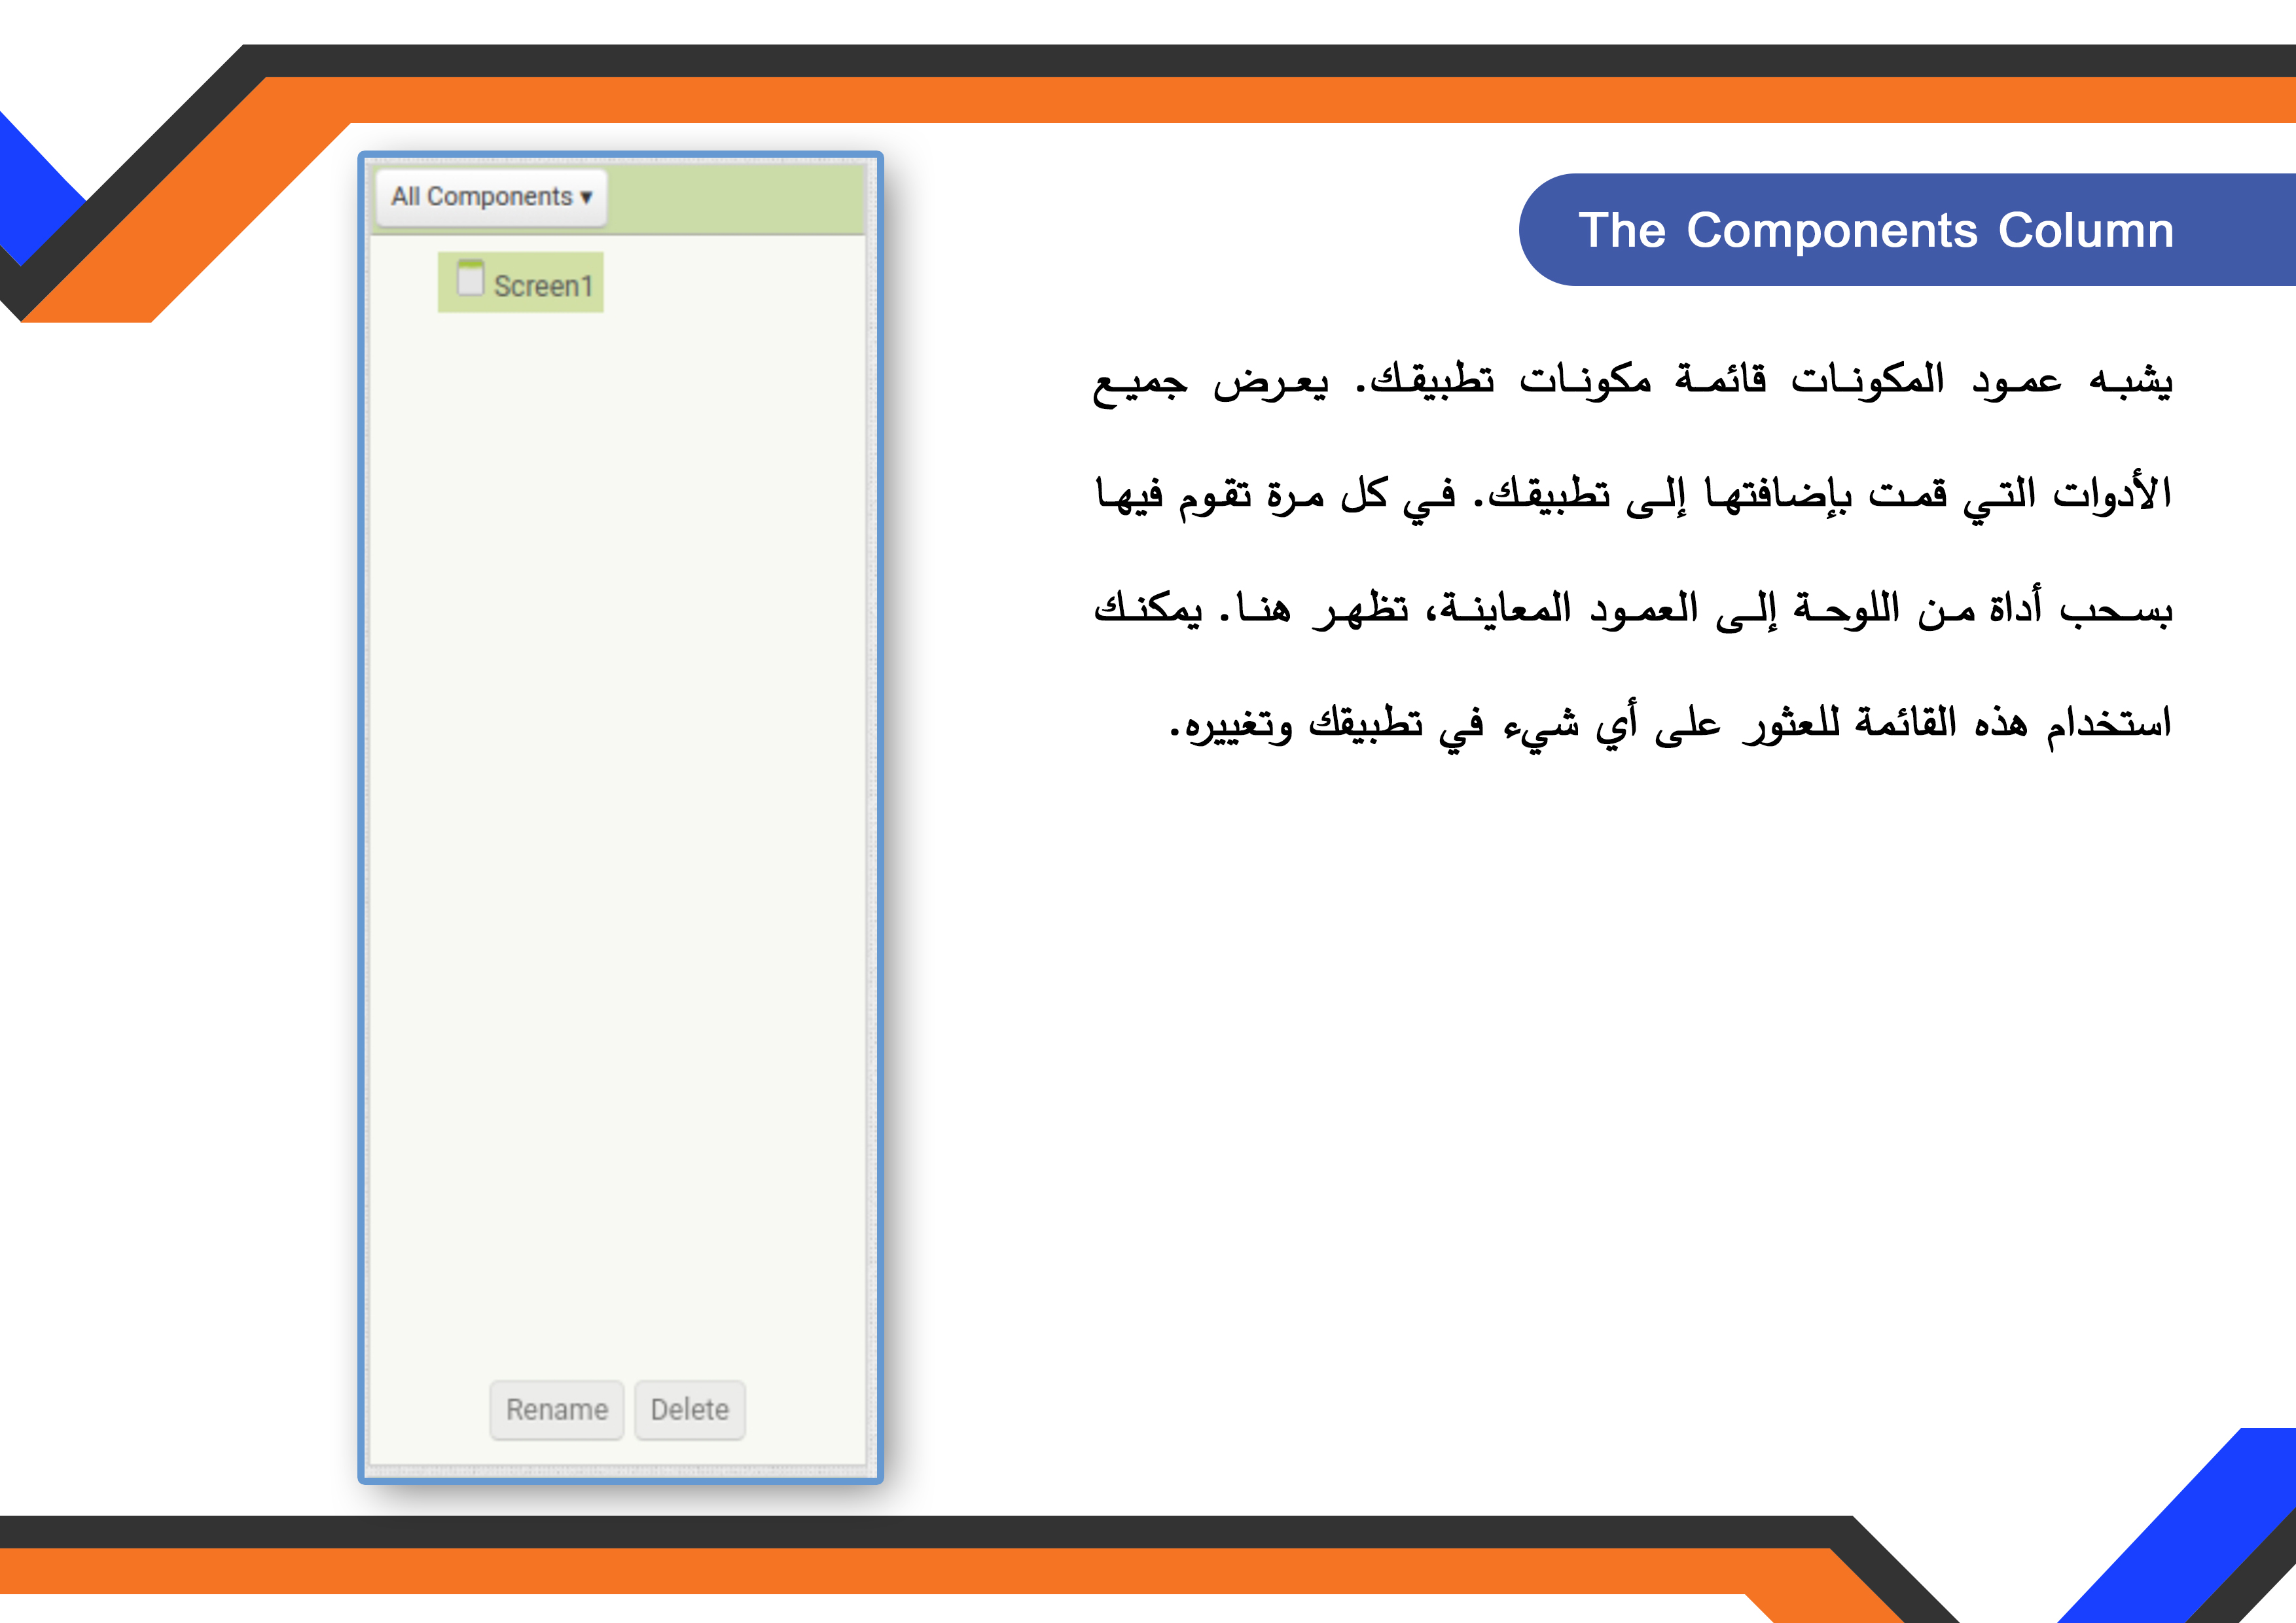 The Components Column
يشبه عمود المكونات قائمة مكونات تطبيقك. يعرض جميع
الأدوات التي قمت بإضافتها إلى تطبيقك. في كل مرة تقوم فيها
بسحب أداة من اللوحة إلى العمود المعاينة، تظهر هنا. يمكنك
استخدام هذه القائمة للعثور على أي شيء في تطبيقك وتغييره.
All Components ▾
Screen1
Rename Delete